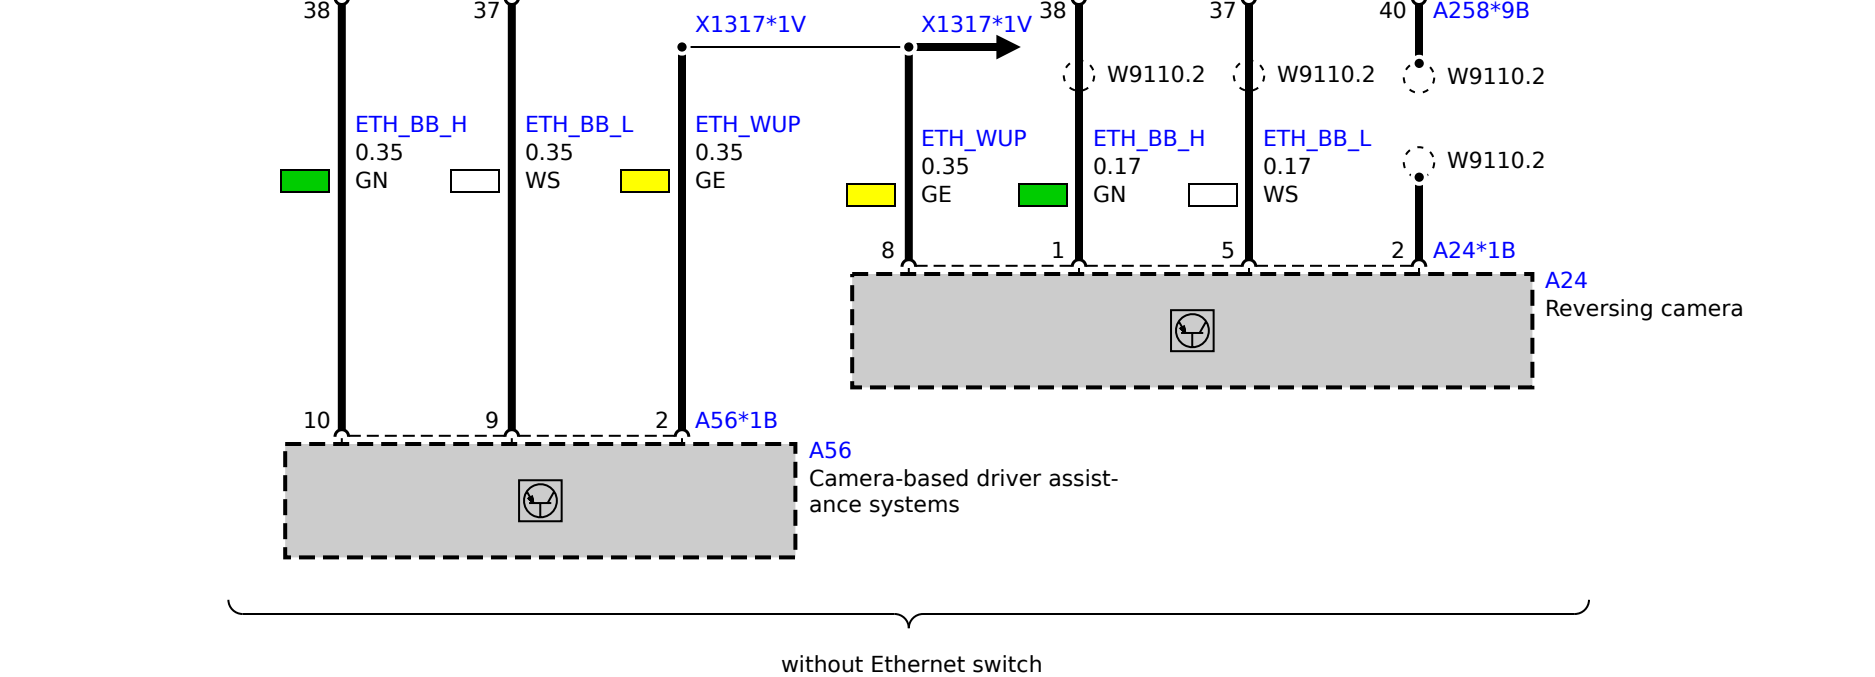 38
37
X1317*1V
X1317*1V
38
37
40
A258*9B
W9110.2
W9110.2
W9110.2
ETH_BB_H
0.35
GN
ETH_BB_L
0.35
WS
ETH_WUP
0.35
GE
ETH_WUP
0.35
GE
ETH_BB_H
0.17
GN
ETH_BB_L
0.17
WS
W9110.2
8
1
5
2
A24*1B
A24
Reversing camera
10
9
2
A56*1B
A56
Camera-based driver assist-
ance systems
without Ethernet switch